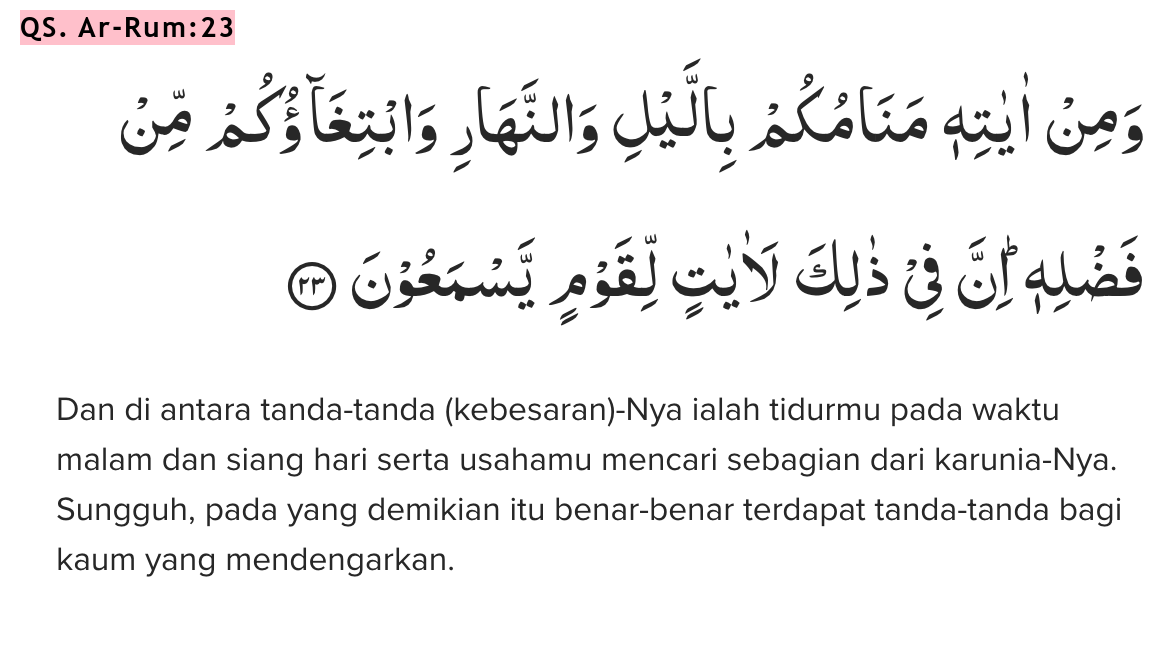 QS. Ar-Rum:23
وَمِنْ اٰيٰتِهٖ مَنَامُكُمْ بِالَّيْلِ وَالنَّهَارِ وَابْتِغَاۤؤُكُمْ مِّنْ
فَضْلِهٖۗ اِنَّ فِيْ ذٰلِكَ لَاٰيٰتٍ لِّقَوْمٍ يَّسْمَعُوْنَ ٢٣
Dan di antara tanda-tanda (kebesaran)-Nya ialah tidurmu pada waktu
malam dan siang hari serta usahamu mencari sebagian dari karunia-Nya.
Sungguh, pada yang demikian itu benar-benar terdapat tanda-tanda bagi
kaum yang mendengarkan.